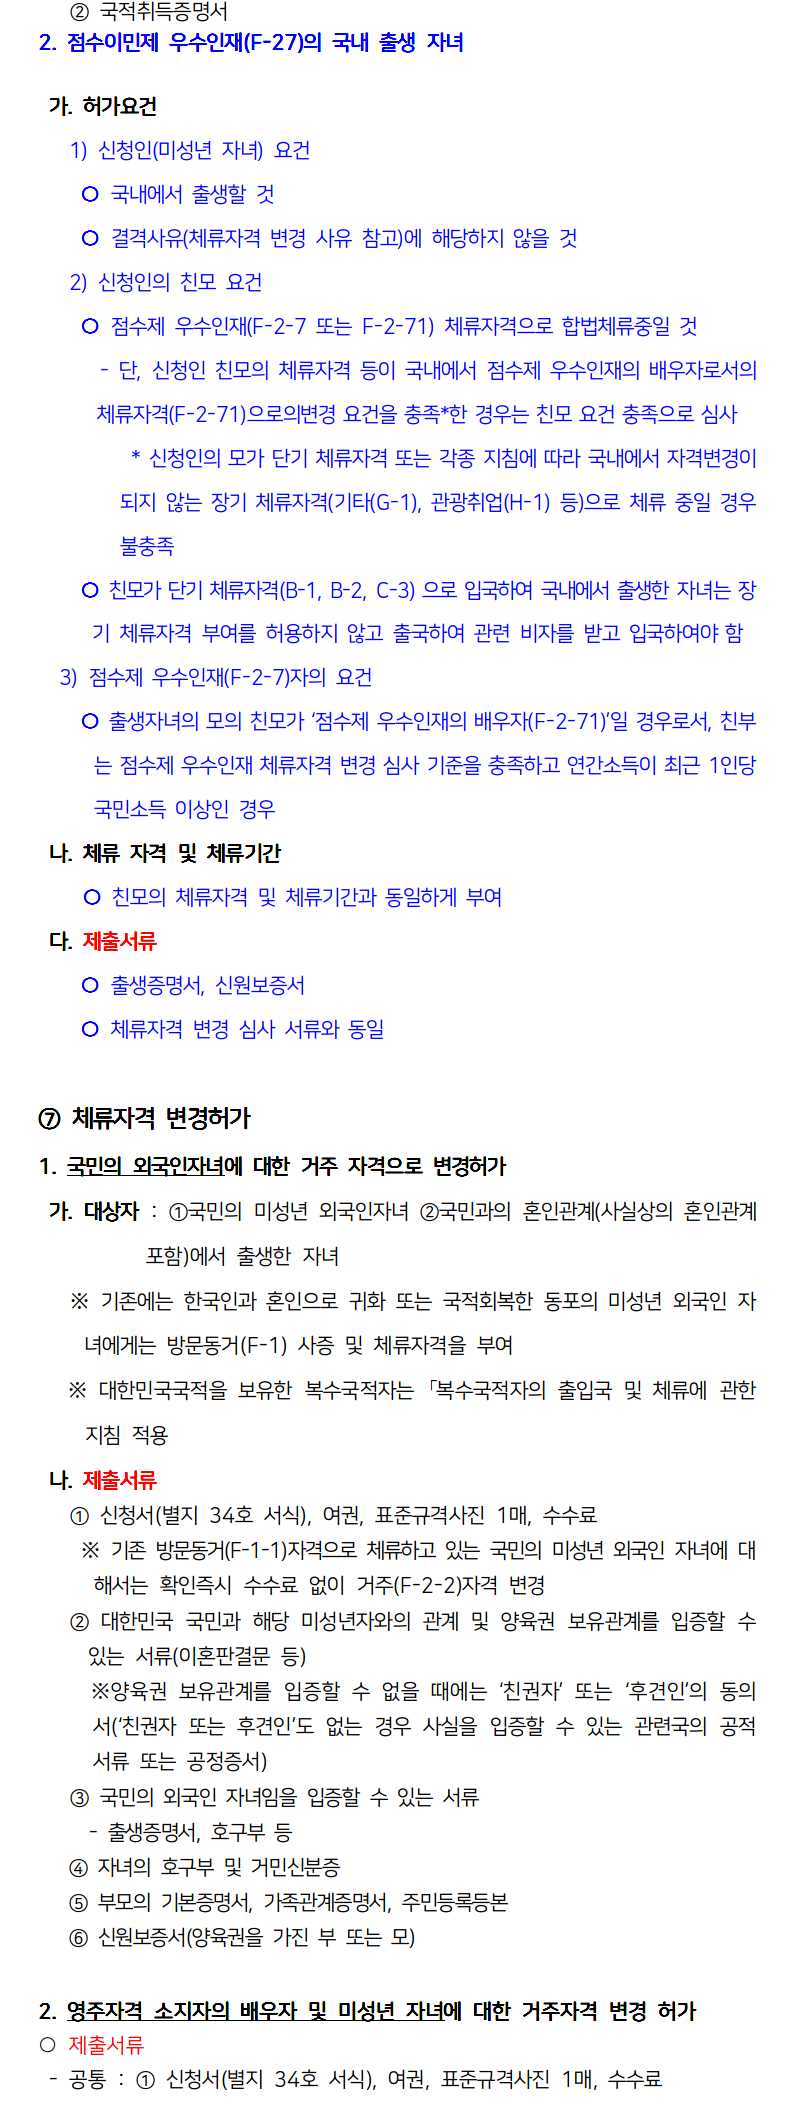 ② 국적취득증명서
2. 점수이민제 우수인재(F-27)의 국내 출생 자녀
가. 허가요건
1) 신청인(미성년 자녀) 요건
○ 국내에서 출생할 것
○ 결격사유(체류자격 변경 사유 참고)에 해당하지 않을 것
2) 신청인의 친모 요건
○ 점수제 우수인재(F-2-7 또는 F-2-71) 체류자격으로 합법체류중일 것
- 단, 신청인 친모의 체류자격 등이 국내에서 점수제 우수인재의 배우자로서의
체류자격(F-2-71)으로의변경 요건을 충족*한 경우는 친모 요건 충족으로 심사
* 신청인의 모가 단기 체류자격 또는 각종 지침에 따라 국내에서 자격변경이
되지 않는 장기 체류자격(기타(G-1), 관광취업(H-1) 등)으로 체류 중일 경우
불충족
○ 친모가 단기 체류자격(B-1, B-2, C-3) 으로 입국하여 국내에서 출생한 자녀는 장
기 체류자격 부여를 허용하지 않고 출국하여 관련 비자를 받고 입국하여야 함
3) 점수제 우수인재(F-2-7)자의 요건
○ 출생자녀의 모의 친모가 ‘점수제 우수인재의 배우자(F-2-71)’일 경우로서, 친부
는 점수제 우수인재 체류자격 변경 심사 기준을 충족하고 연간소득이 최근 1인당
국민소득 이상인 경우
나. 체류 자격 및 체류기간
○ 친모의 체류자격 및 체류기간과 동일하게 부여
다. 제출서류
○ 출생증명서, 신원보증서
○ 체류자격 변경 심사 서류와 동일
⑦ 체류자격 변경허가
1. 국민의 외국인자녀에 대한 거주 자격으로 변경허가
가. 대상자 : ①국민의 미성년 외국인자녀 ②국민과의 혼인관계(사실상의 혼인관계
포함)에서 출생한 자녀
※ 기존에는 한국인과 혼인으로 귀화 또는 국적회복한 동포의 미성년 외국인 자
녀에게는 방문동거(F-1) 사증 및 체류자격을 부여
※ 대한민국국적을 보유한 복수국적자는 「복수국적자의 출입국 및 체류에 관한
지침 적용
나. 제출서류
① 신청서(별지 34호 서식), 여권, 표준규격사진 1매, 수수료
※ 기존 방문동거(F-1-1)자격으로 체류하고 있는 국민의 미성년 외국인 자녀에 대
해서는 확인즉시 수수료 없이 거주(F-2-2)자격 변경
② 대한민국 국민과 해당 미성년자와의 관계 및 양육권 보유관계를 입증할 수
있는 서류(이혼판결문 등)
※양육권 보유관계를 입증할 수 없을 때에는 ‘친권자’ 또는 ‘후견인’의 동의
서(‘친권자 또는 후견인’도 없는 경우 사실을 입증할 수 있는 관련국의 공적
서류 또는 공정증서)
③ 국민의 외국인 자녀임을 입증할 수 있는 서류
- 출생증명서, 호구부 등
④ 자녀의 호구부 및 거민신분증
⑤ 부모의 기본증명서, 가족관계증명서, 주민등록등본
⑥ 신원보증서(양육권을 가진 부 또는 모)
2. 영주자격 소지자의 배우자 및 미성년 자녀에 대한 거주자격 변경 허가
○ 제출서류
- 공통 : ① 신청서(별지 34호 서식), 여권, 표준규격사진 1매, 수수료